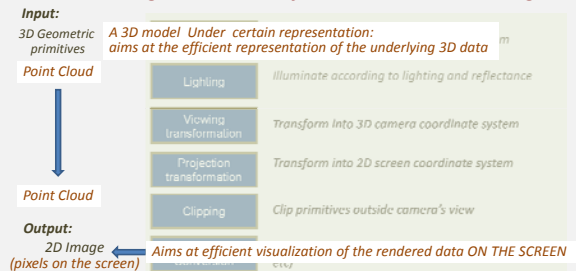 Input:
3D Geometric
primitives
A 3D model Under certain representation:
aims at the efficient representation of the underlying 3D data
Point Cloud
Lighting
Illuminate according to lighting and reflectance
Viewing
transformation
Transform into 3D camera coordinate system
Projection
transformation
Transform into 2D screen coordinate system
Point Cloud
Clipping
Clip primitives outside camera's view
Output:
2D Image
(pixels on the screen)
Aims at efficient visualization of the rendered data ON THE SCREEN
etc)